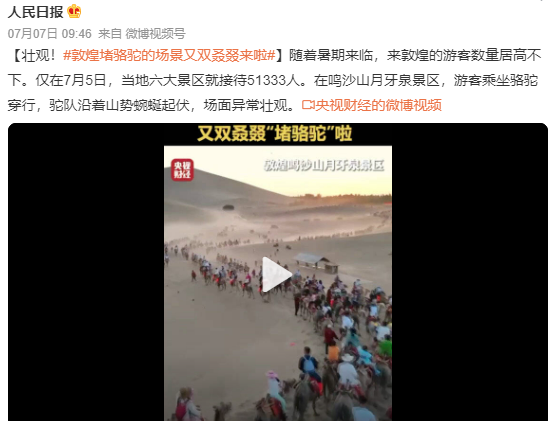 人民日报
07月07日 09:46 来自 微博视频号
【壮观！#敦煌堵骆驼的场景又双叒叕来啦#】随着暑期来临，来敦煌的游客数量居高不
下。仅在7月5日，当地六大景区就接待51333人。在鸣沙山月牙泉景区，游客乘坐骆驼
穿行，驼队沿着山势蜿蜒起伏，场面异常壮观。央视财经的微博视频
又双叒叕“堵骆驼”啦
央视
财经
敦煌鸣沙山月牙泉景区